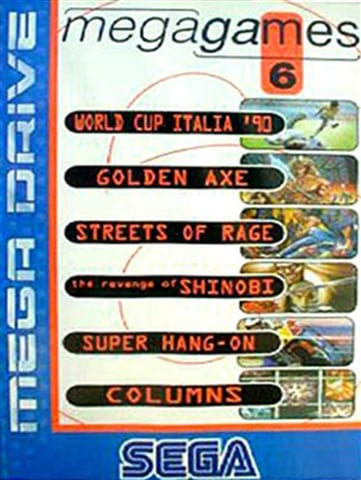 MEGA DRIVE
megagames
6
WORLD CUP ITALIA '90
GOLDEN AXE
STREETS OF RAGE
the revenge of SHINOBI
SUPER HANG-ON
COLUMNS
SEGA